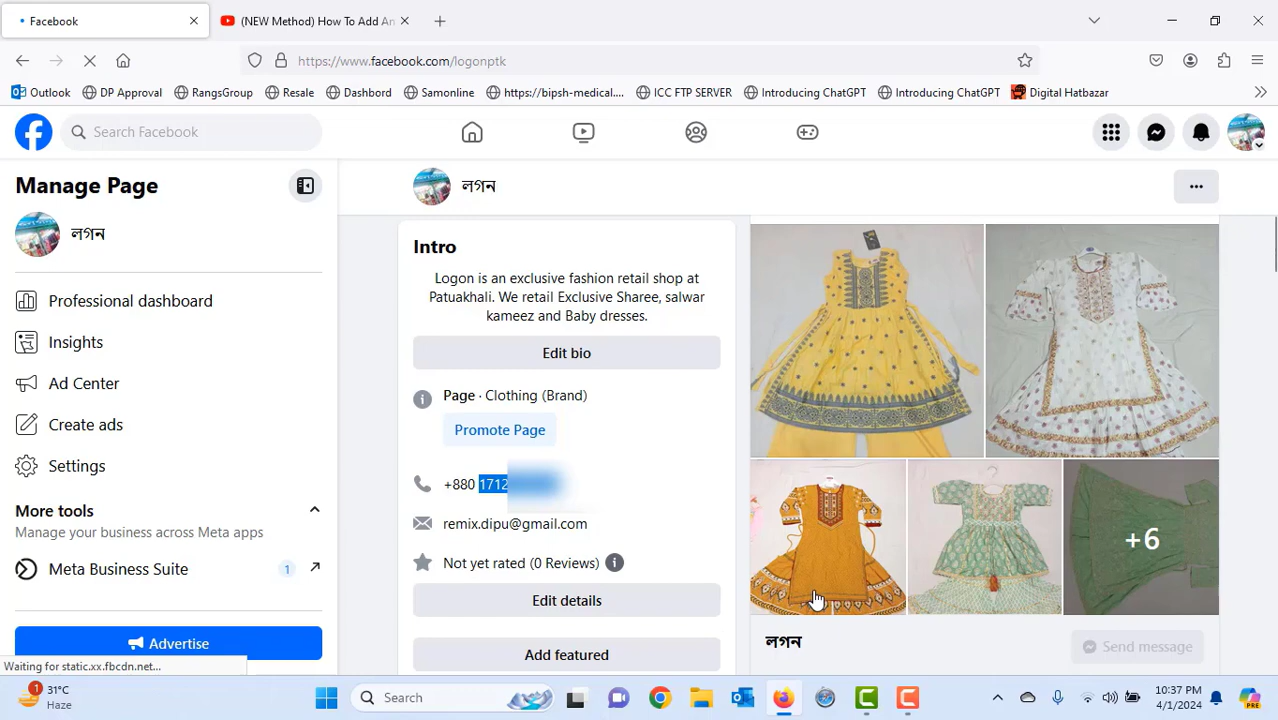 Facebook
(NEW Method) How To Add An
https://www.facebook.com/logonptk
Outlook DP Approval RangsGroup Resale Dashbord Samonline https://bipsh-medical.... ICC FTP SERVER Introducing ChatGPT Introducing ChatGPT Digital Hatbazar
Search Facebook
Manage Page
লগন
Professional dashboard
Insights
Ad Center
Create ads
Settings
More tools
Manage your business across Meta apps
Meta Business Suite 1
Advertise
Waiting for static.xx.fbcdn.net...
লগন
Intro
Logon is an exclusive fashion retail shop at
Patuakhali. We retail Exclusive Sharee, salwar
kameez and Baby dresses.
Edit bio
Page · Clothing (Brand)
Promote Page
+880 1712
remix.dipu@gmail.com
Not yet rated (0 Reviews)
Edit details
Add featured
+6
লগন
Send message
1
31°C
Haze
Search
10:37 PM
4/1/2024
PRE